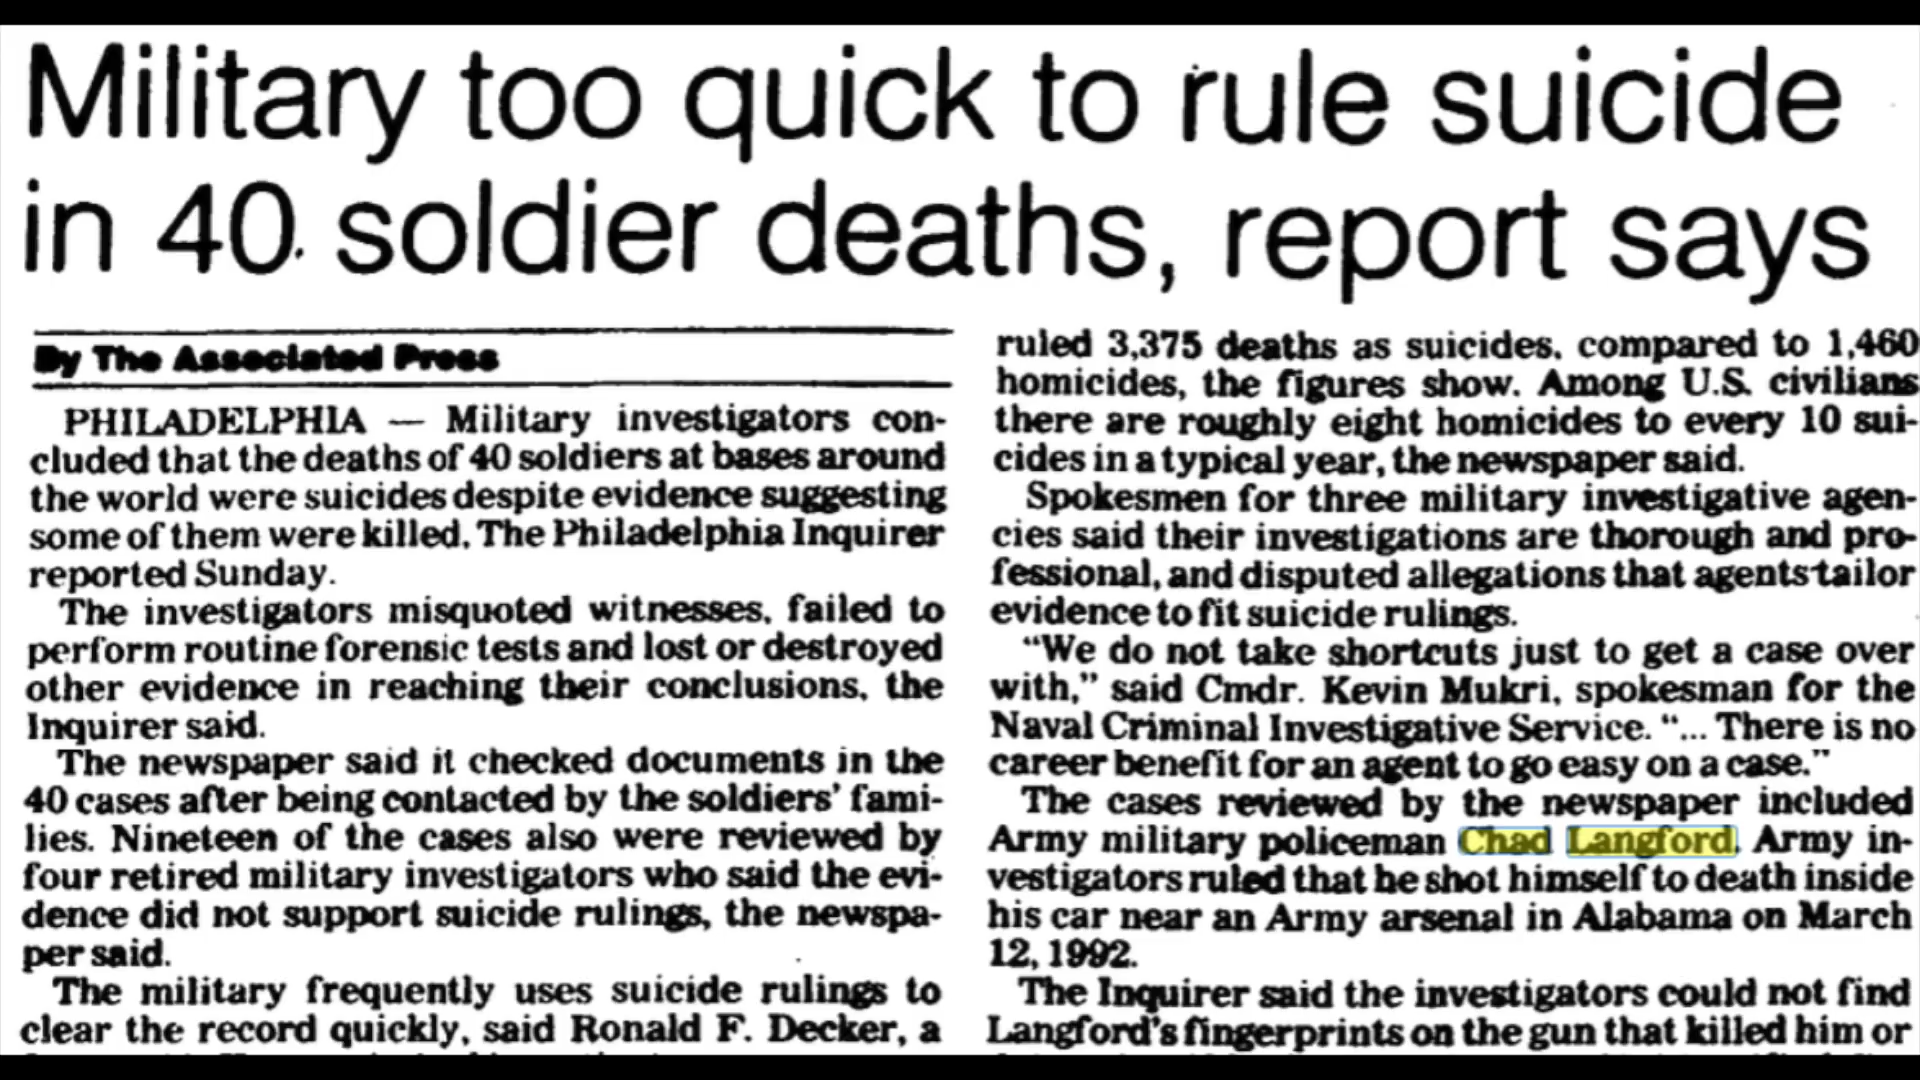 Military too quick to rule suicide
in 40 soldier deaths, report says
By The Associated Press
PHILADELPHIA — Military investigators con-
cluded that the deaths of 40 soldiers at bases around
the world were suicides despite evidence suggesting
some of them were killed, The Philadelphia Inquirer
reported Sunday.
The investigators misquoted witnesses, failed to
perform routine forensic tests and lost or destroyed
other evidence in reaching their conclusions, the
Inquirer said.
The newspaper said it checked documents in the
40 cases after being contacted by the soldiers' fami-
lies. Nineteen of the cases also were reviewed by
four retired military investigators who said the evi-
dence did not support suicide rulings, the newspa-
per said.
The military frequently uses suicide rulings to
clear the record quickly, said Ronald F. Decker, a
ruled 3,375 deaths as suicides, compared to 1,460
homicides, the figures show. Among U.S. civilians
there are roughly eight homicides to every 10 sui-
cides in a typical year, the newspaper said.
Spokesmen for three military investigative agen-
cies said their investigations are thorough and pro-
fessional, and disputed allegations that agents tailor
evidence to fit suicide rulings.
"We do not take shortcuts just to get a case over
with," said Cmdr. Kevin Mukri, spokesman for the
Naval Criminal Investigative Service. "... There is no
career benefit for an agent to go easy on a case."
The cases reviewed by the newspaper included
Army military policeman Chad Langford. Army in-
vestigators ruled that he shot himself to death inside
his car near an Army arsenal in Alabama on March
12, 1992.
The Inquirer said the investigators could not find
Langford's fingerprints on the gun that killed him or